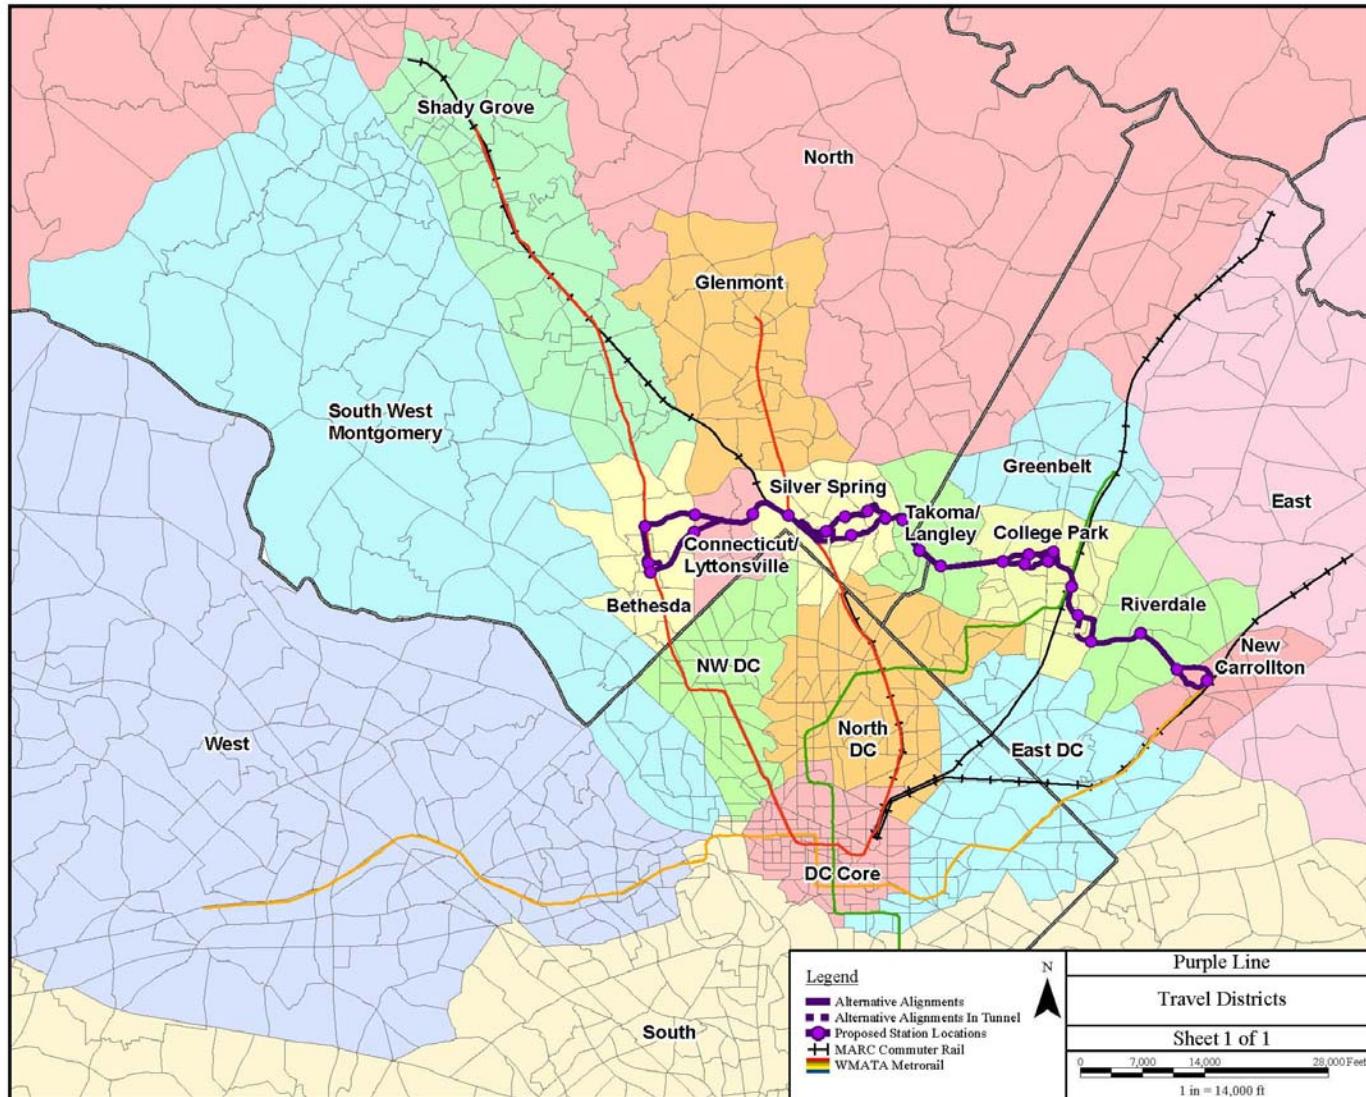 Shady Grove
North
Glenmont
South West
Montgomery
Silver Spring
Greenbelt
East
Takoma/
Langley
College Park
Connecticut/
Lyttonsville
Bethesda
Riverdale
New
Carrollton
NW DC
West
North
DC
East DC
DC Core
South
Legend
Alternative Alignments
Alternative Alignments In Tunnel
Proposed Station Locations
MARC Commuter Rail
WMATA Metrorail
N
Purple Line
Travel Districts
Sheet 1 of 1
0 7,000 14,000 28,000 Feet
1 in = 14,000 ft